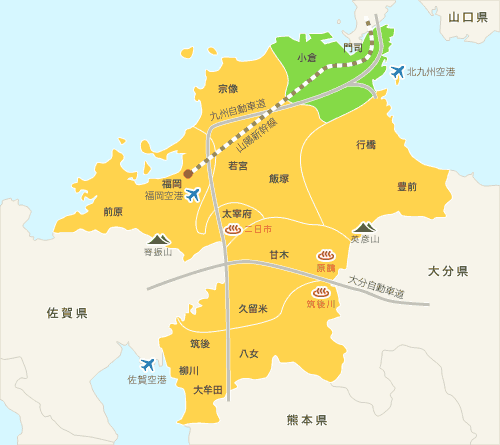 山口県
門司
小倉
北九州空港
宗像
九州自動車道
山陽新幹線
行橋
若宮
飯塚
福岡
福岡空港
豊前
前原
太宰府
二日市
英彦山
脊振山
甘木
原鶴
大分県
大分自動車道
筑後川
久留米
佐賀県
筑後
八女
柳川
佐賀空港
大牟田
熊本県